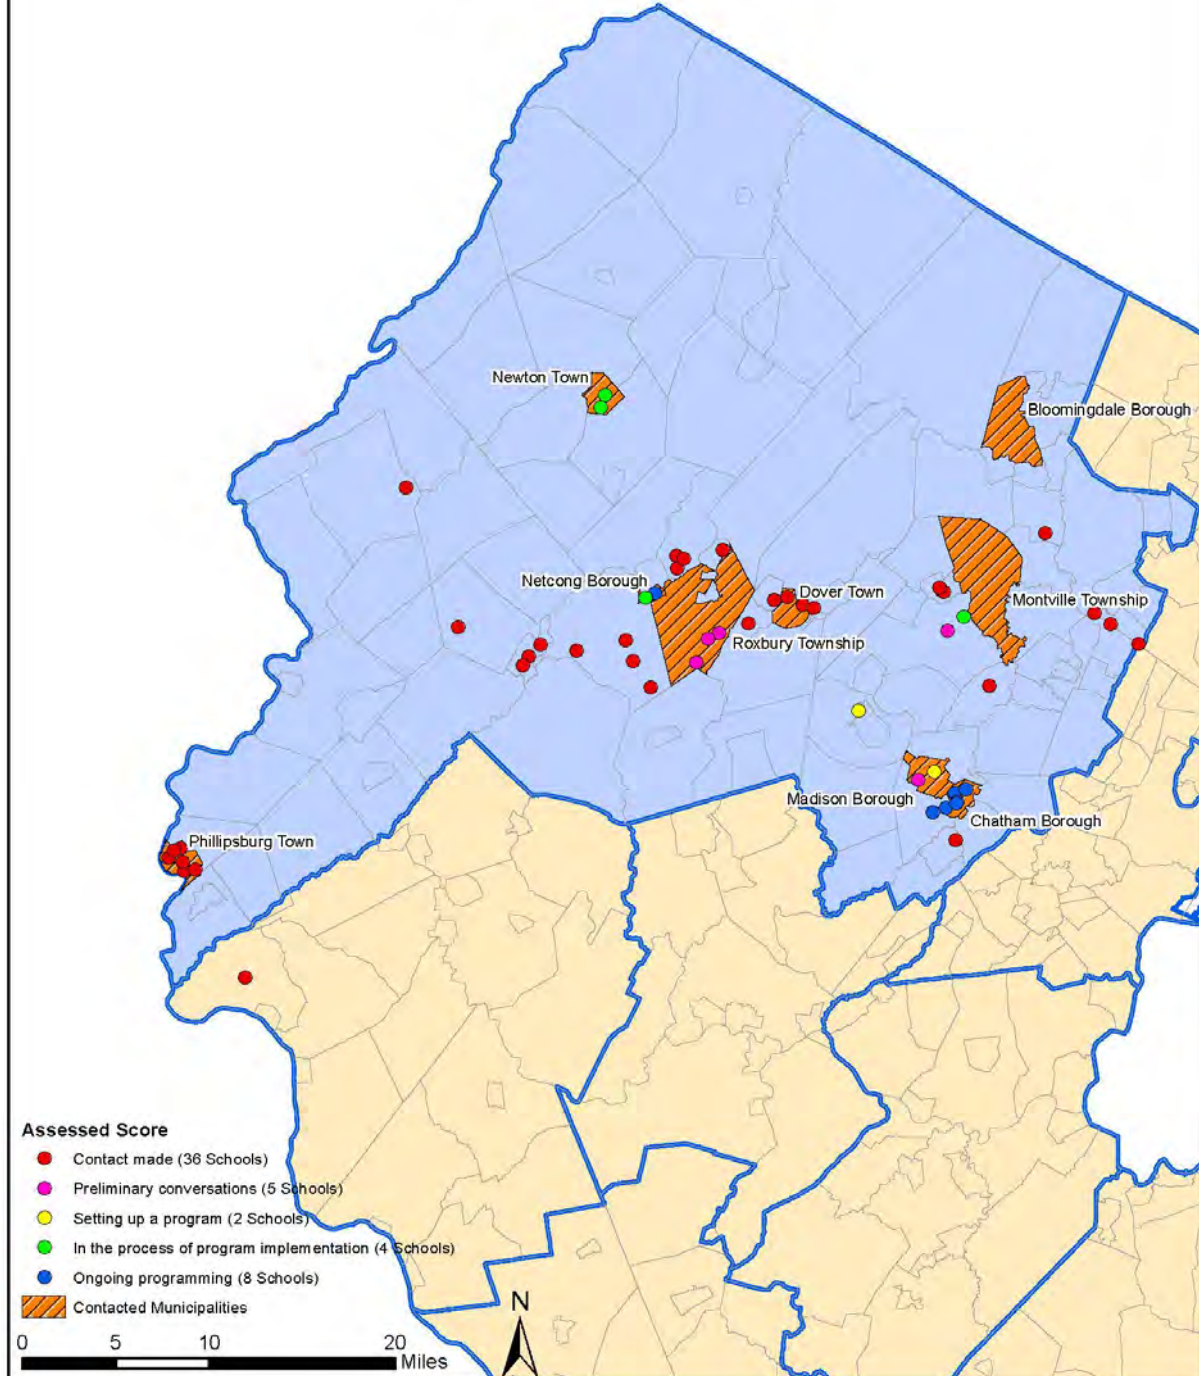 Newton Town
Bloomingdale Borough
Netcong Borough
Dover Town
Montville Township
Roxbury Township
Madison Borough
Chatham Borough
Phillipsburg Town
Assessed Score
Contact made (36 Schools)
Preliminary conversations (5 Schools)
Setting up a program (2 Schools)
In the process of program implementation (4 Schools)
Ongoing programming (8 Schools)
Contacted Municipalities
N
0 5 10 20
Miles